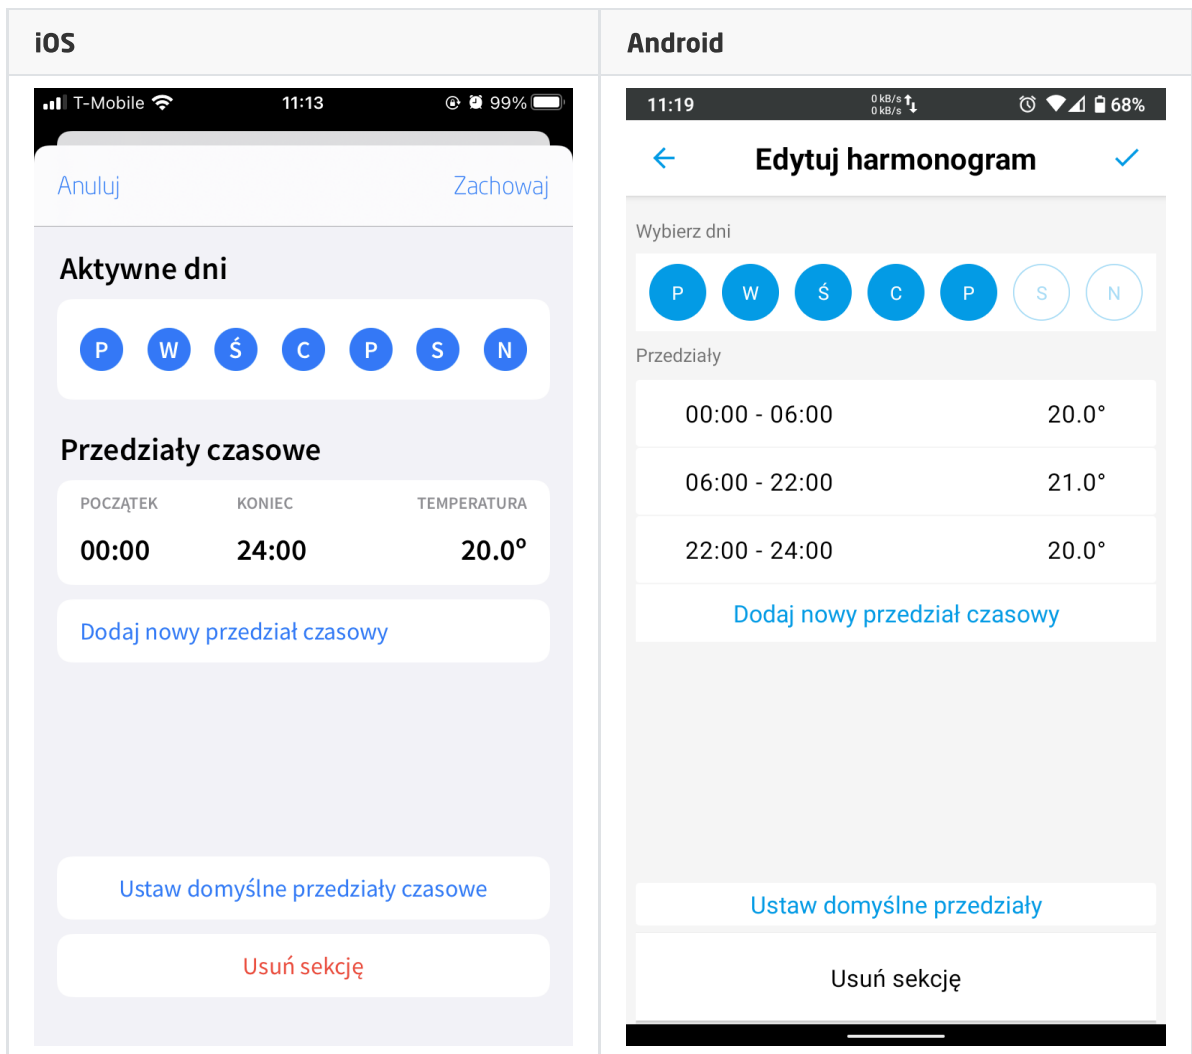 iOS
Android
T-Mobile
11:13
99%
Anuluj
Zachowaj
Aktywne dni
P W Ś C P S N
Przedziały czasowe
POCZĄTEK KONIEC TEMPERATURA
00:00 24:00 20.0º
Dodaj nowy przedział czasowy
Ustaw domyślne przedziały czasowe
Usuń sekcję
11:19
0 kB/s
0 kB/s
68%
Edytuj harmonogram
Wybierz dni
P W Ś C P S N
Przedziały
00:00 - 06:00 20.0°
06:00 - 22:00 21.0°
22:00 - 24:00 20.0°
Dodaj nowy przedział czasowy
Ustaw domyślne przedziały
Usuń sekcję